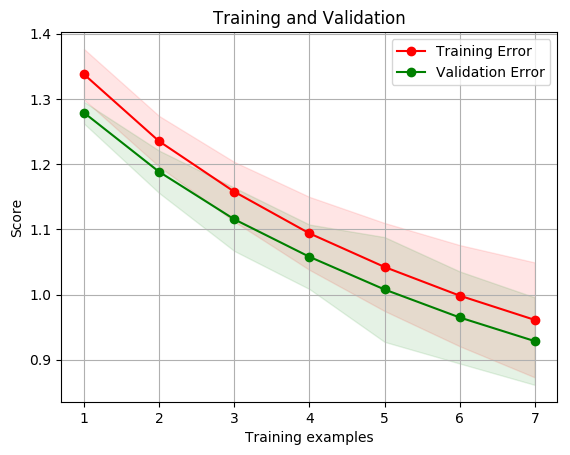 Training and Validation
Training Error
Validation Error
1.4
1.3
1.2
1.1
1.0
0.9
Score
1 2 3 4 5 6 7
Training examples